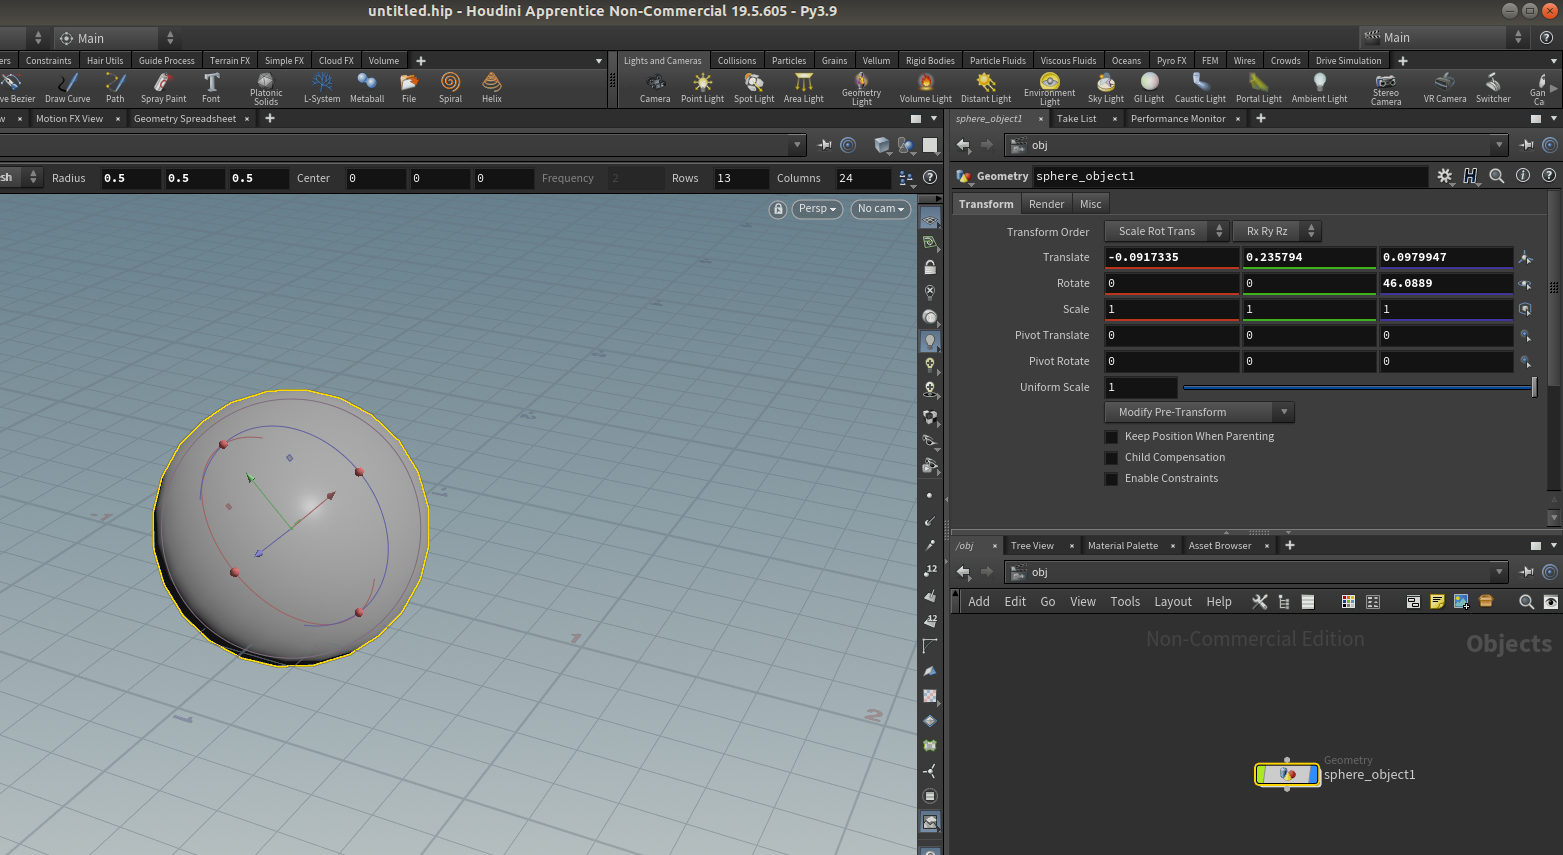 untitled.hip - Houdini Apprentice Non-Commercial 19.5.605 - Py3.9
Main
Main
ers Constraints Hair Utils Guide Process Terrain FX Simple FX Cloud FX Volume
Lights and Cameras Collisions Particles Grains Vellum Rigid Bodies Particle Fluids Viscous Fluids Oceans Pyro FX FEM Wires Crowds Drive Simulation
ve Bezier Draw Curve Path Spray Paint Font Platonic Solids L-System Metaball File Spiral Helix
Camera Point Light Spot Light Area Light Geometry Light Volume Light Distant Light Environment Light Sky Light GI Light Caustic Light Portal Light Ambient Light Stereo Camera VR Camera Switcher Gan Ca
w Motion FX View Geometry Spreadsheet
sphere_object1 Take List Performance Monitor
obj
sh Radius 0.5 0.5 0.5 Center 0 0 0 Frequency 2 Rows 13 Columns 24
Geometry sphere_object1
Persp No cam
Transform Render Misc
Transform Order Scale Rot Trans Rx Ry Rz
Translate -0.0917335 0.235794 0.0979947
Rotate 0 0 46.0889
Scale 1 1 1
Pivot Translate 0 0 0
Pivot Rotate 0 0 0
Uniform Scale 1
Modify Pre-Transform
Keep Position When Parenting
Child Compensation
Enable Constraints
/obj Tree View Material Palette Asset Browser
obj
12
Add Edit Go View Tools Layout Help
12
Non-Commercial Edition Objects
1
2
1
Geometry
sphere_object1